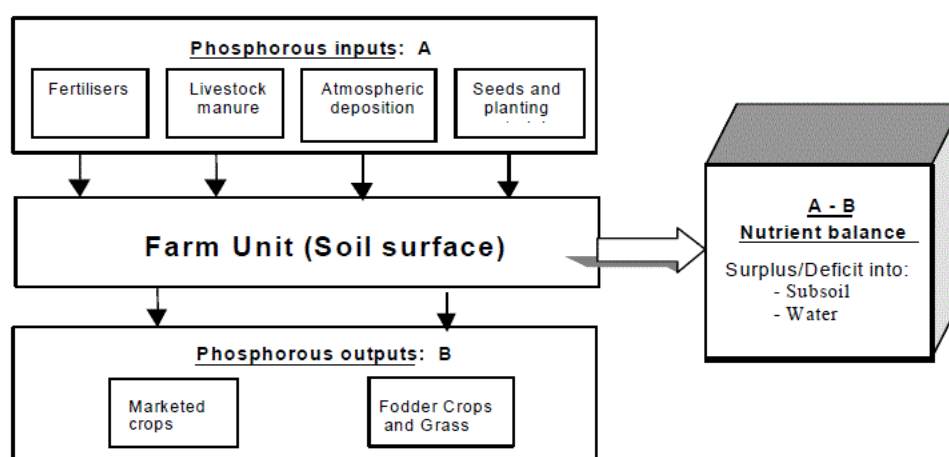 Phosphorous inputs: A
Fertilisers
Livestock
manure
Atmospheric
deposition
Seeds and
planting
Farm Unit (Soil surface)
A - B
Nutrient balance
Surplus/Deficit into:
- Subsoil
- Water
Phosphorous outputs: B
Marketed
crops
Fodder Crops
and Grass